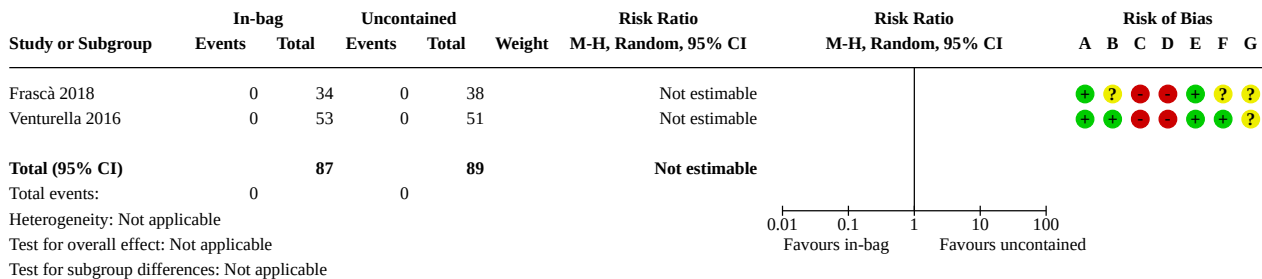 In-bag Uncontained Risk Ratio Risk Ratio Risk of Bias
Study or Subgroup Events Total Events Total Weight M-H, Random, 95% CI M-H, Random, 95% CI A B C D E F G
Frascà 2018 0 34 0 38 Not estimable + ? - - + ? ?
Venturella 2016 0 53 0 51 Not estimable + + - - + + ?
Total (95% CI) 87 89 Not estimable
Total events: 0 0
Heterogeneity: Not applicable
Test for overall effect: Not applicable
Test for subgroup differences: Not applicable
0.01 0.1 1 10 100
Favours in-bag Favours uncontained